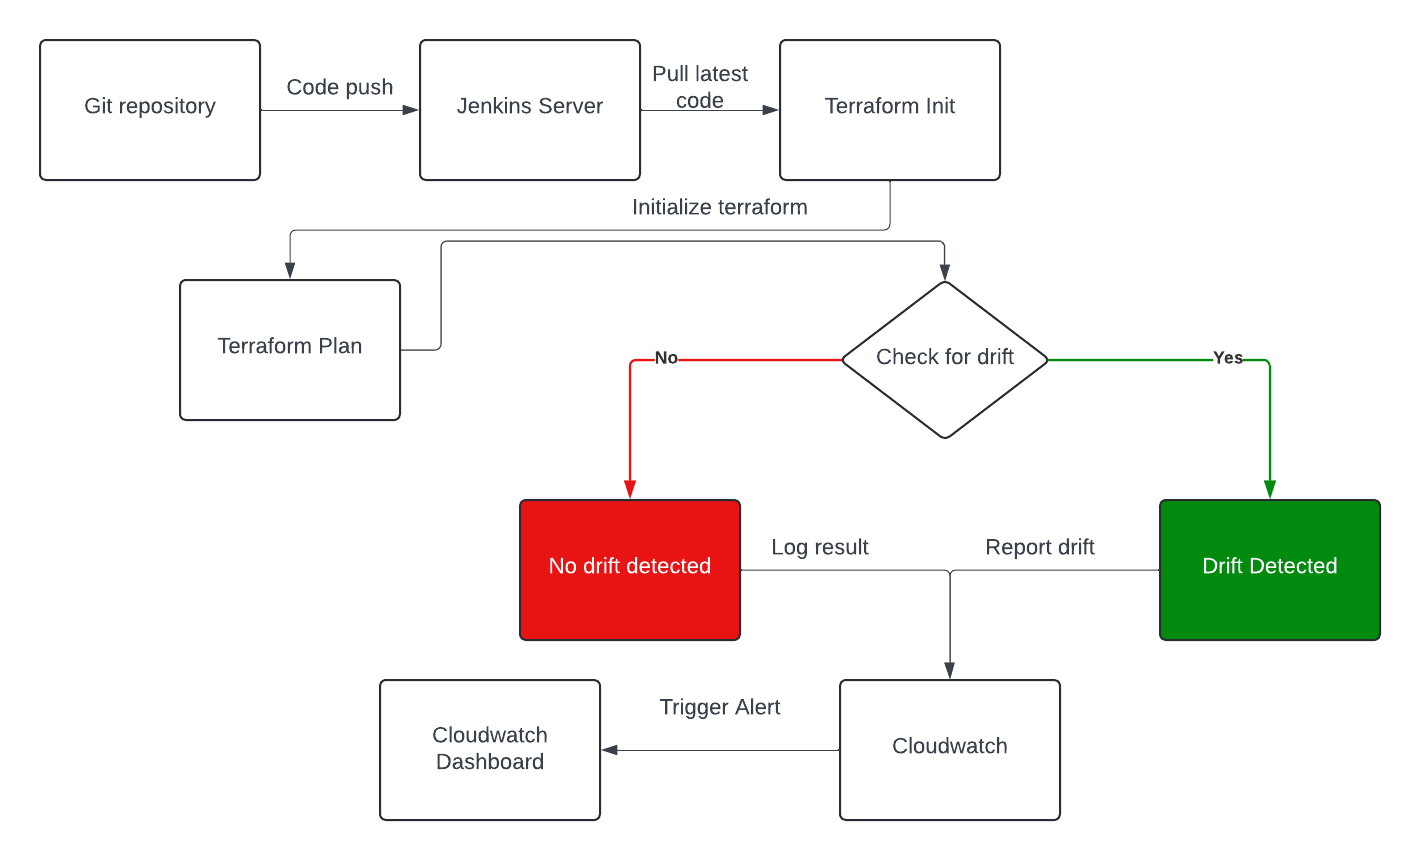 Git repository
Code push
Jenkins Server
Pull latest
code
Terraform Init
Initialize terraform
Terraform Plan
Check for drift
No
Yes
No drift detected
Log result
Report drift
Drift Detected
Cloudwatch
Dashboard
Trigger Alert
Cloudwatch